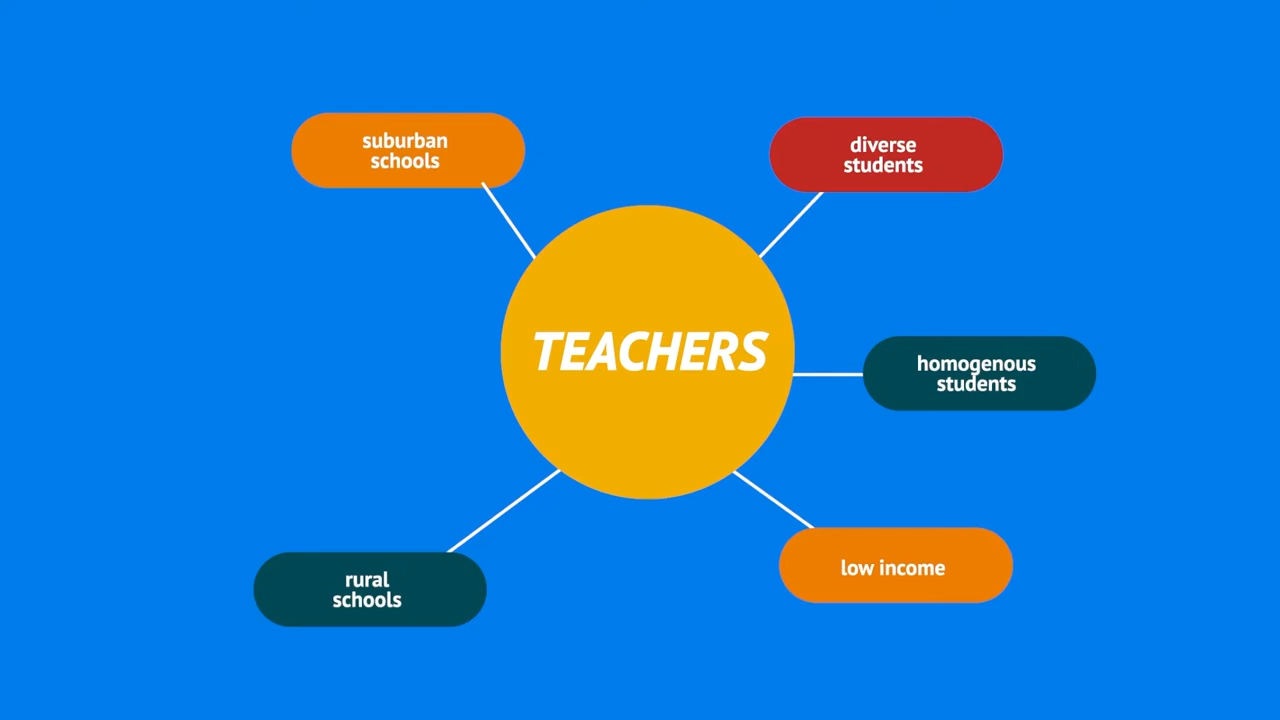 suburban
schools
diverse
students
TEACHERS
homogenous
students
low income
rural
schools